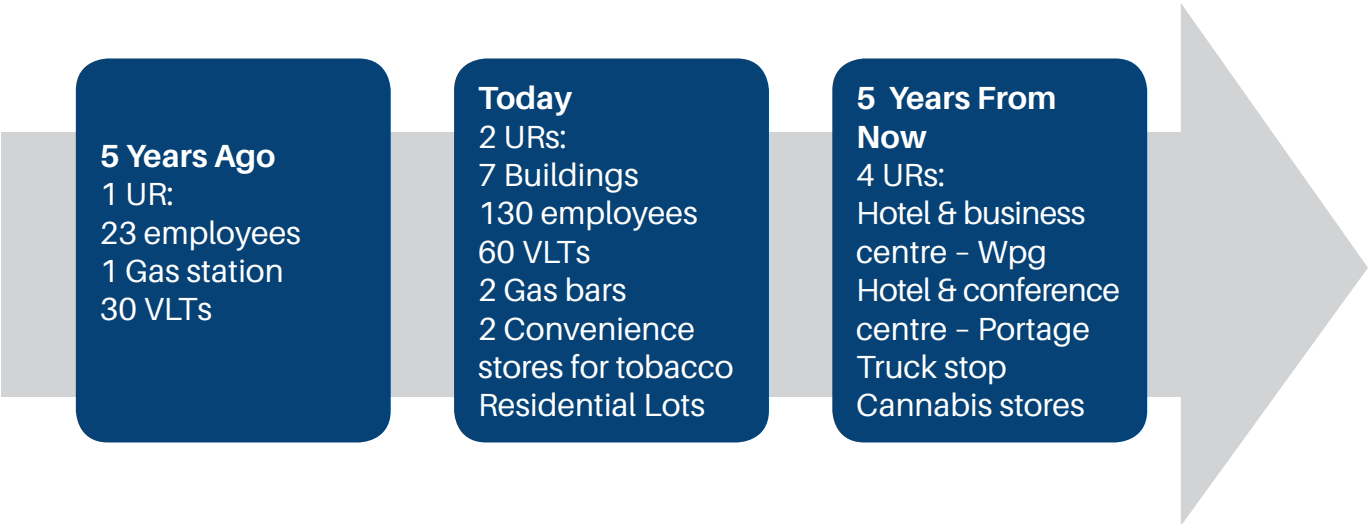 5 Years Ago
1 UR:
23 employees
1 Gas station
30 VLTs
Today
2 URs:
7 Buildings
130 employees
60 VLTs
2 Gas bars
2 Convenience
stores for tobacco
Residential Lots
5  Years From
Now
4 URs:
Hotel & business
centre – Wpg
Hotel & conference
centre – Portage
Truck stop
Cannabis stores